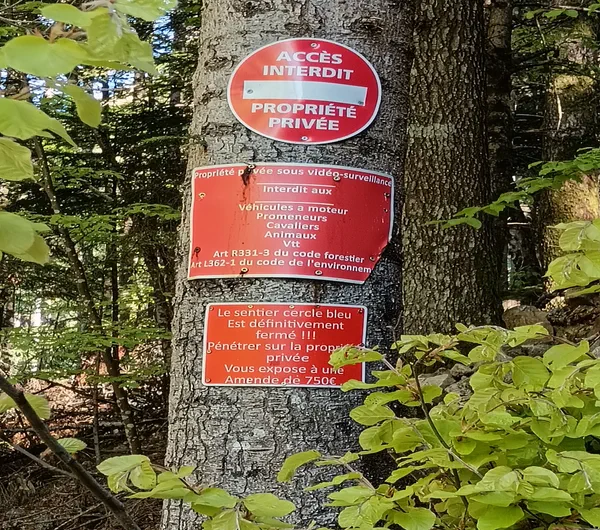 ACCÈS
INTERDIT
PROPRIÉTÉ
PRIVÉE
Propriété privée sous vidéo-surveillance
Interdit aux
Véhicules a moteur
Promeneurs
Cavaliers
Animaux
Vtt
Art R331-3 du code forestier
Art L362-1 du code de l'environnem
Le sentier cercle bleu
Est définitivement
fermé !!!
Pénétrer sur la propri
privée
Vous expose à une
Amende de 750€